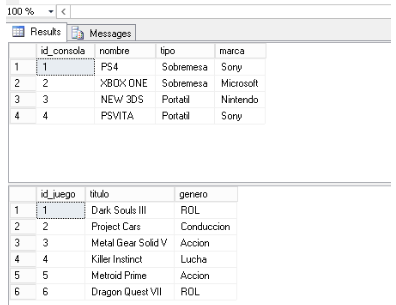 100 %
Results Messages
id_consola nombre tipo marca
1 1 PS4 Sobremesa Sony
2 2 XBOX ONE Sobremesa Microsoft
3 3 NEW 3DS Portatil Nintendo
4 4 PSVITA Portatil Sony
id_juego titulo genero
1 1 Dark Souls III ROL
2 2 Project Cars Conduccion
3 3 Metal Gear Solid V Accion
4 4 Killer Instinct Lucha
5 5 Metroid Prime Accion
6 6 Dragon Quest VII ROL